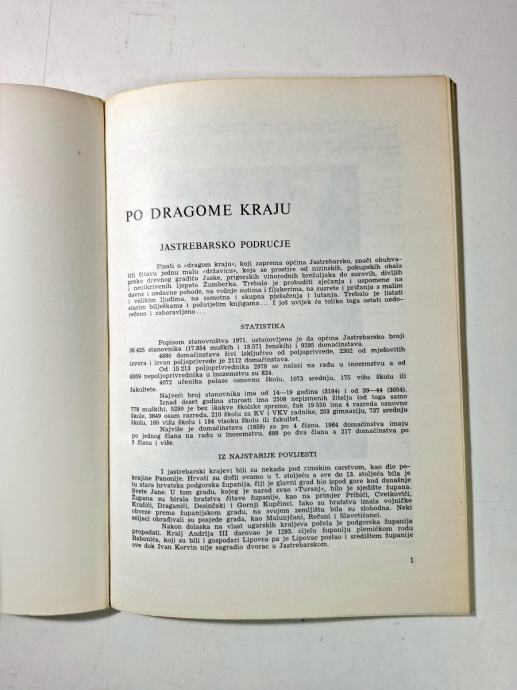 PO DRAGOME KRAJU
JASTREBARSKO PODRUČJE
Pisati o »dragom kraju«, koji zaprema općina Jastrebarsko, znači obuhva-
titi čitavu jednu malu »državicu«, koja se prostire od nizinskih, pokupskih obala
preko drevnog gradića Jaske, prigorskih vinorodnih brežuljaka do surovih, divljih
i neotkrivenih ljepota Žumberka. Trebalo je probuditi sjećanja i uspomene na
davne i nedavne pohode, na vožnje autima i fijakerima, na susrete i pričanja s malim
i velikim ljudima, na samotna i skupna pješačenja i lutanja. Trebalo je listati
starim bilješkama i požutjelim knjigama . . . I još uvijek će toliko toga ostati nedo-
rečeno i zaboravljeno . . .
STATISTIKA
Popisom stanovništva 1971. ustanovljeno je da općina Jastrebarsko broji
36 425 stanovnika (17.854 muških i 18.571 ženskih) i 9295 domaćinstava.
4880 domaćinstava živi isključivo od poljoprivrede, 2302 od mješovitih
izvora i izvan poljoprivrede je 2112 domaćinstava.
Od 15 213 poljoprivrednika 2979 se nalazi na radu u inozemstvu a od
6059 nepoljoprivrednika u inozemstvu su 824.
4072 učenika polaze osnovnu školu, 1073 srednju, 175 višu školu ili
fakultete.
Najveći broj stanovnika ima od 14—19 godina (3184) i od 39—44 (3054).
Iznad deset godina starosti ima 2508 nepismenih žitelja (od toga samo
778 muških), 5290 je bez ikakve školske spreme, čak 19 530 ima 4 razreda osnovne
škole, 3649 osam razreda, 210 školu za KV i VKV radnike, 203 gimnaziju, 737 srednju
školu, 160 višu školu i 184 visoku školu ili fakultet.
Najviše je domaćinstava (1859) sa po 4 člana. 1964 domaćinstva imaju
po jednog člana na radu u inozemstvu, 689 po dva člana a 217 domaćinstva po
3 člana i više.
IZ NAJSTARIJE POVIJESTI
I jastrebarski krajevi bili su nekada pod rimskim carstvom, kao dio po-
krajine Panonije. Hrvati su došli ovamo u 7. stoljeću a sve do 13. stoljeća bila je
tu stara hrvatska podgorska županija, čiji je glavni grad bio ispod gore kod današnje
Svete Jane. U tom gradu, kojeg je narod zvao »Turanj«, bilo je sjedište župana.
Župana su birala bratstva čitave županije, kao na primjer Pribići, Cvetkovići,
Krašići, Draganići, Desinčaki i Gornji Kupčinci. Iako su bratstva imala vojničke
obveze prema županijskom gradu, na svojem zemljištu bila su slobodna. Neki
seljaci obrađivali su posjede grada, kao Malunjčani, Rečani i Slavetičanci.
Nakon dolaska na vlast ugarskih kraljeva počela je podgorska županija
propadati. Kralj Andrija III darovao je 1293. cijelu županiju plemićkom rodu
Babonića, koji su bili i gospodari Lipovca pa je Lipovac postao i središtem županije
sve dok Ivan Korvin nije sagradio dvorac u Jastrebarskom.
1